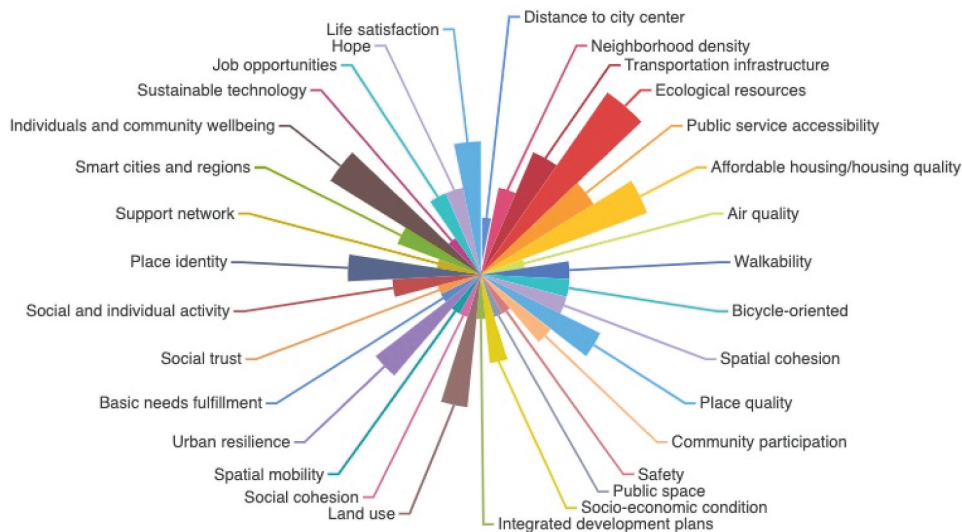 Distance to city center
Life satisfaction
Neighborhood density
Hope
Transportation infrastructure
Job opportunities
Ecological resources
Sustainable technology
Public service accessibility
Individuals and community wellbeing
Affordable housing/housing quality
Smart cities and regions
Air quality
Support network
Walkability
Place identity
Bicycle-oriented
Social and individual activity
Spatial cohesion
Social trust
Place quality
Basic needs fulfillment
Community participation
Urban resilience
Safety
Spatial mobility
Public space
Social cohesion
Socio-economic condition
Land use
Integrated development plans